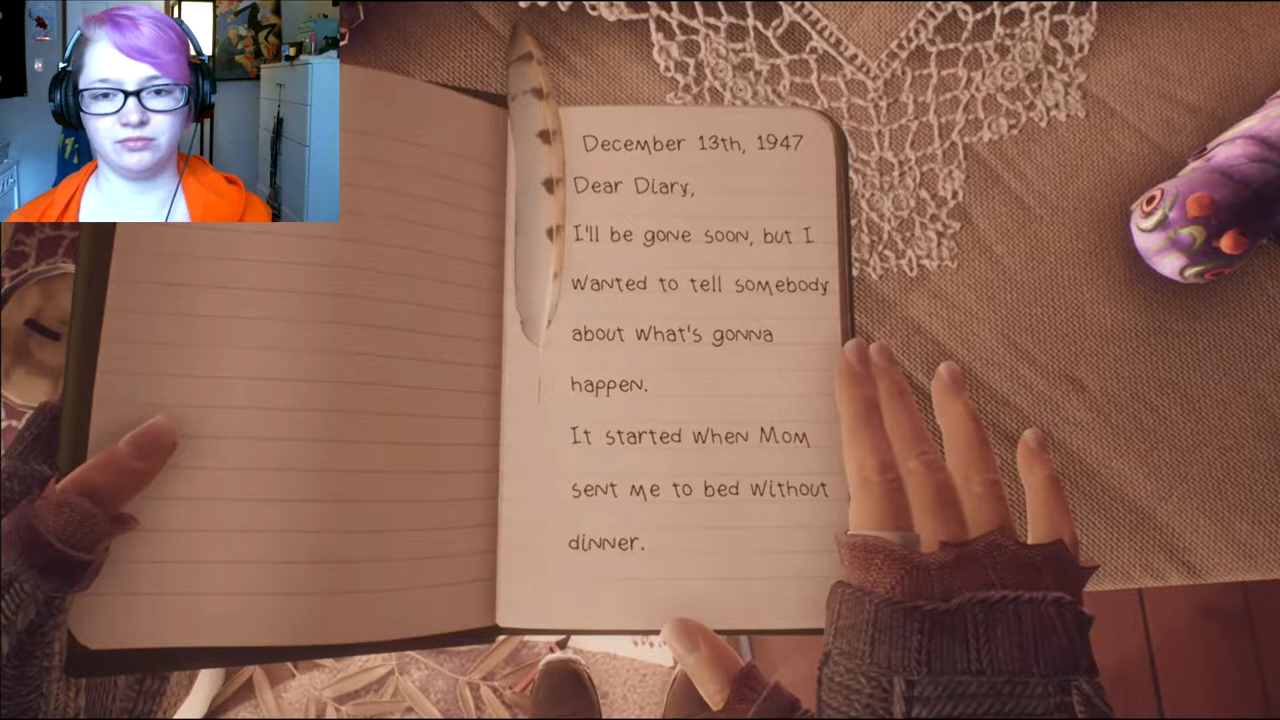 December 13th, 1947
Dear Diary,
I'll be gone soon, but I
wanted to tell somebody
about what's gonna
happen.
It started when Mom
sent me to bed without
dinner.